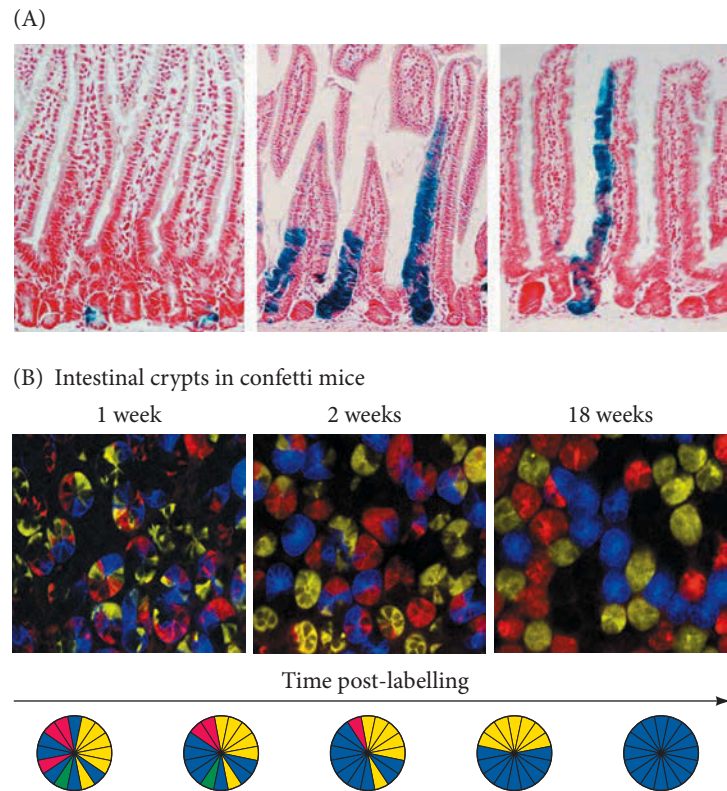 (A)
(B) Intestinal crypts in confetti mice
1 week
2 weeks
18 weeks
Time post-labelling